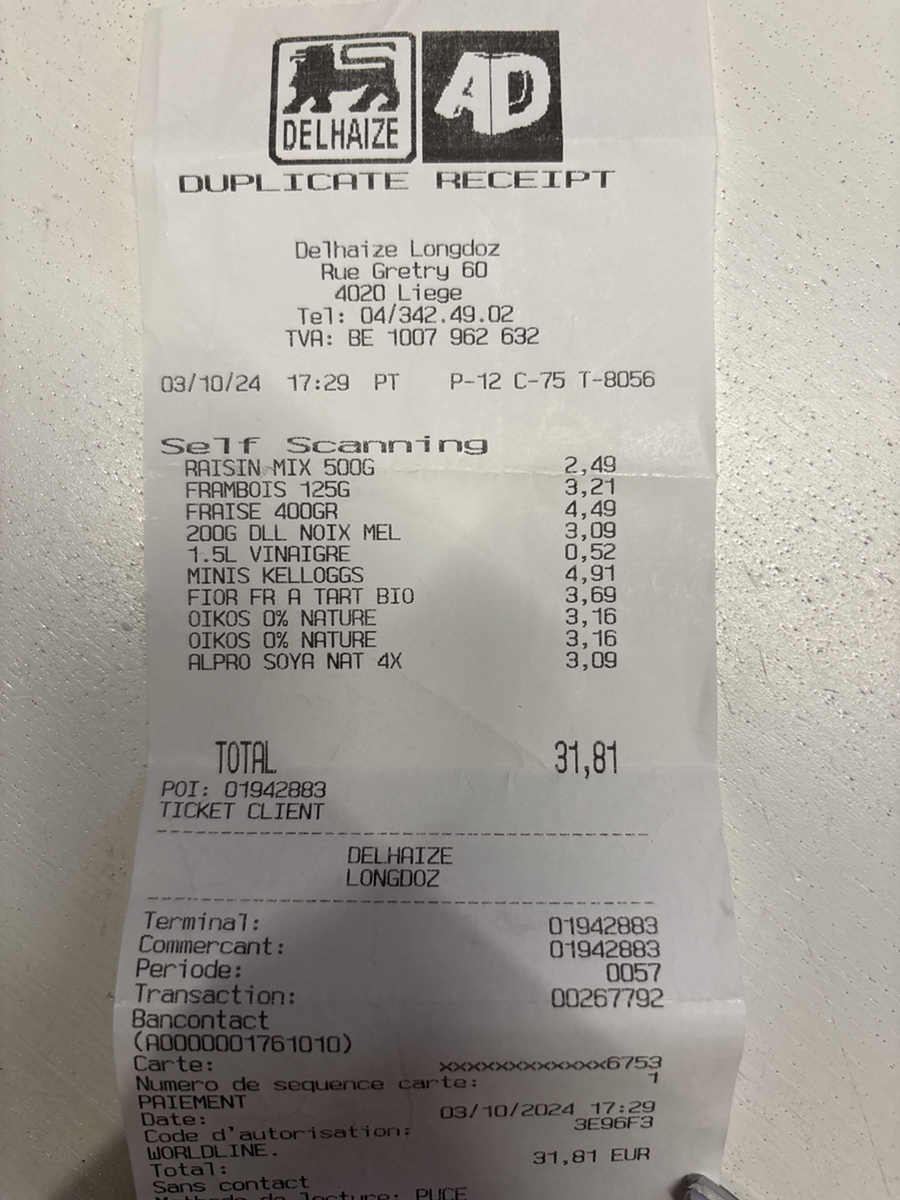 DELHAIZE
AD
DUPLICATE RECEIPT
Delhaize Longdoz
Rue Gretry 60
4020 Liege
Tel: 04/342.49.02
TVA: BE 1007 962 632
03/10/24 17:29 PT P-12 C-75 T-8056
Self Scanning
RAISIN MIX 500G 2,49
FRAMBOIS 125G 3,21
FRAISE 400GR 4,49
200G DLL NOIX MEL 3,09
1.5L VINAIGRE 0,52
MINIS KELLOGGS 4,91
FIOR FR A TART BIO 3,69
OIKOS 0% NATURE 3,16
OIKOS 0% NATURE 3,16
ALPRO SOYA NAT 4X 3,09
TOTAL 31,81
POI: 01942883
TICKET CLIENT
DELHAIZE
LONGDOZ
Terminal: 01942883
Commercant: 01942883
Periode: 0057
Transaction: 00267792
Bancontact
(A0000001761010)
Carte: xxxxxxxxxxxxx6753
Numero de sequence carte: 1
PAIEMENT
Date: 03/10/2024 17:29
Code d'autorisation: 3E96F3
WORLDLINE.
Total: 31,81 EUR
Sans contact
Methode de lecture: PUCE